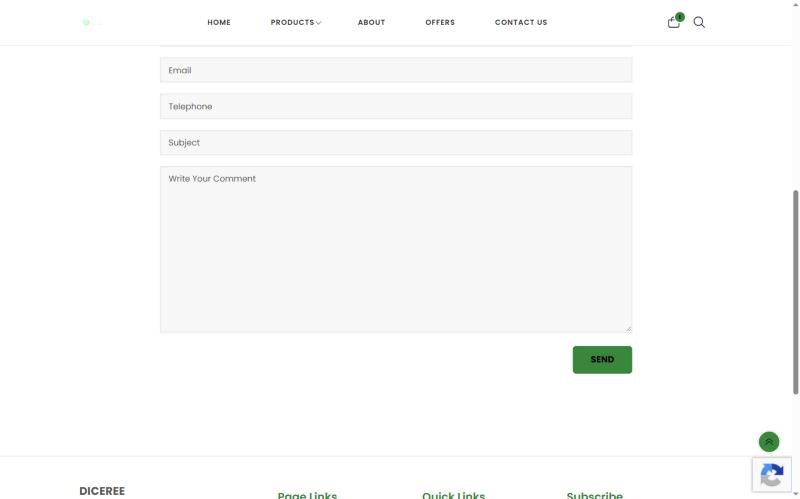 HOME PRODUCTS ABOUT OFFERS CONTACT US
Email
Telephone
Subject
Write Your Comment
SEND
DICEREE Page Links Quick Links Subscribe